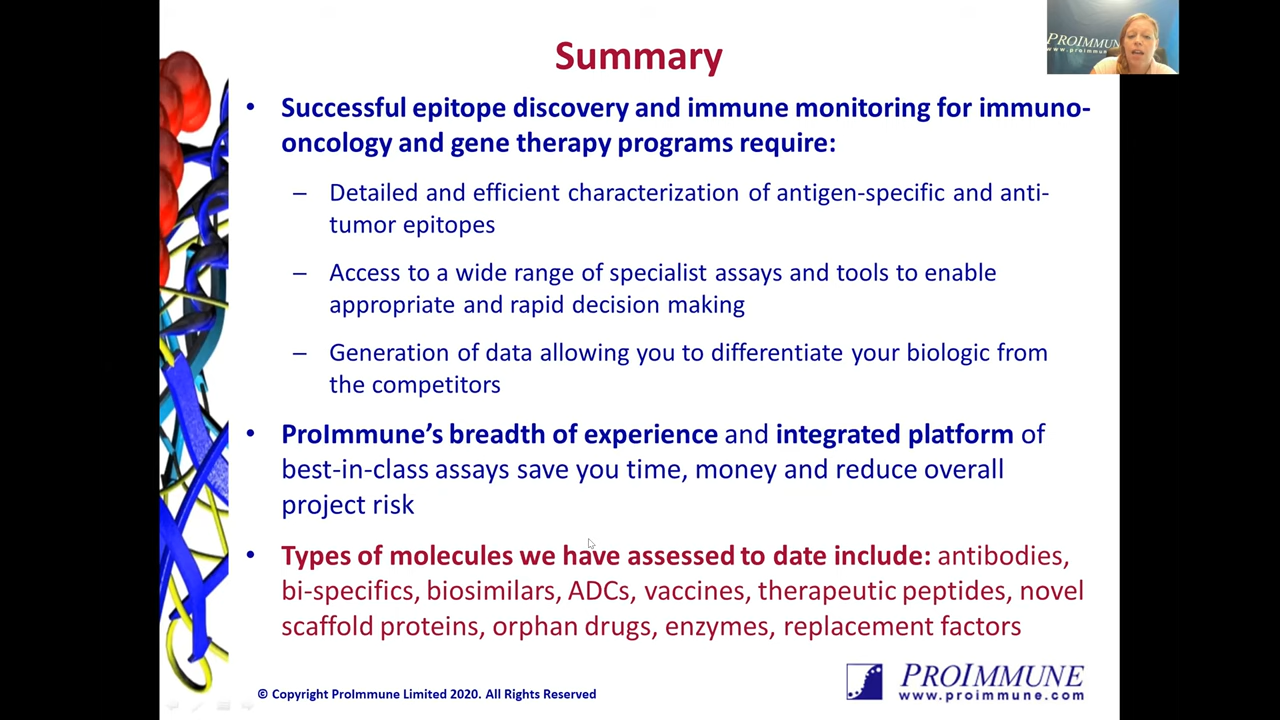 Summary
PROIMMUNE
www.proimmune
• Successful epitope discovery and immune monitoring for immuno-
oncology and gene therapy programs require:
– Detailed and efficient characterization of antigen-specific and anti-
tumor epitopes
– Access to a wide range of specialist assays and tools to enable
appropriate and rapid decision making
– Generation of data allowing you to differentiate your biologic from
the competitors
• ProImmune’s breadth of experience and integrated platform of
best-in-class assays save you time, money and reduce overall
project risk
• Types of molecules we have assessed to date include: antibodies,
bi-specifics, biosimilars, ADCs, vaccines, therapeutic peptides, novel
scaffold proteins, orphan drugs, enzymes, replacement factors
© Copyright ProImmune Limited 2020. All Rights Reserved
PROIMMUNE
www.proimmune.com